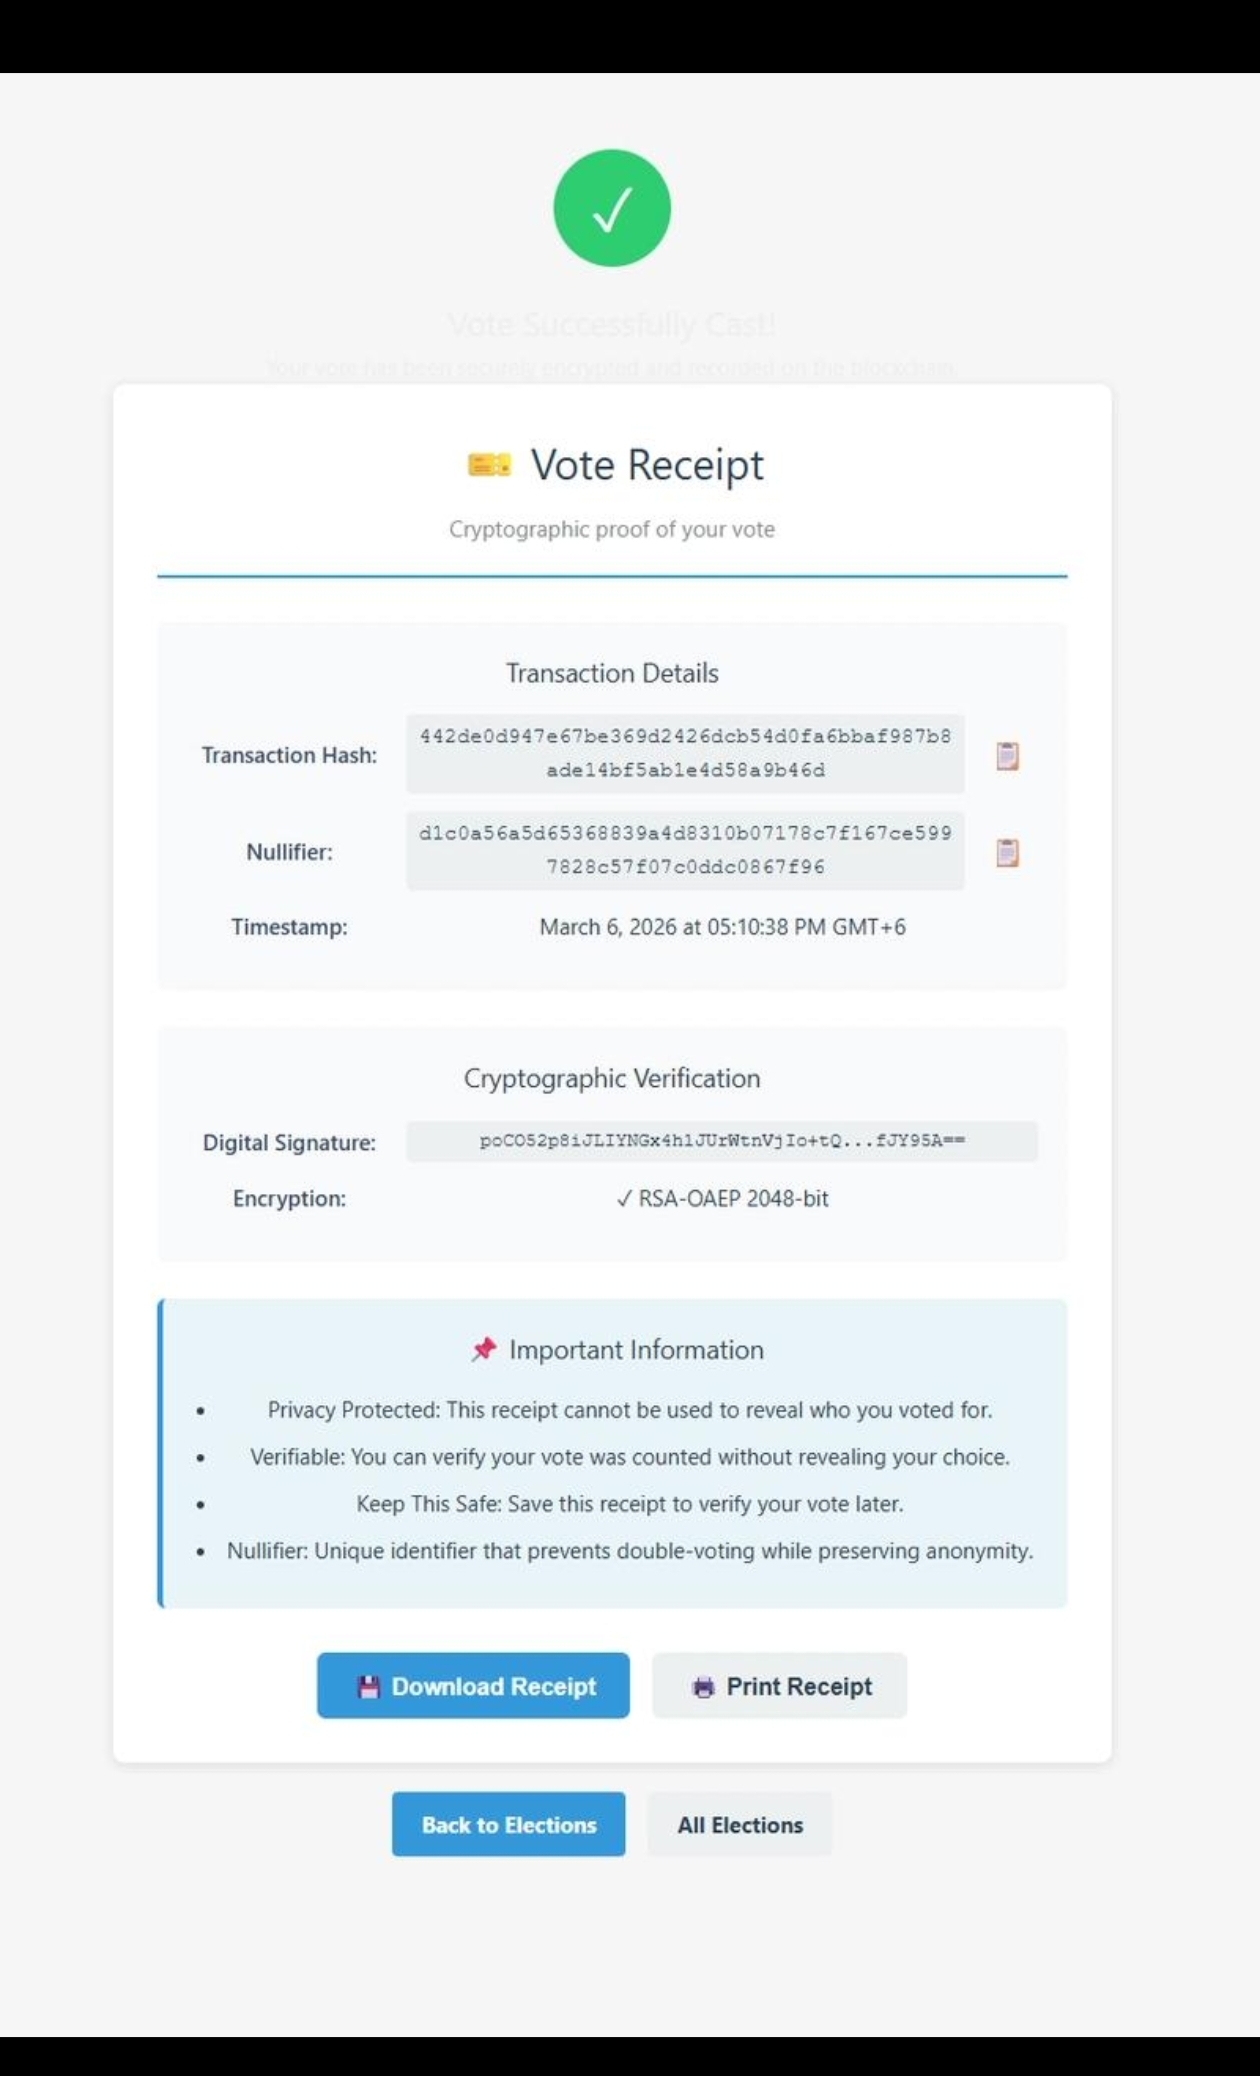 ✓
Vote Successfully Cast!
Your vote has been securely encrypted and recorded on the blockchain.
🎫 Vote Receipt
Cryptographic proof of your vote
Transaction Details
Transaction Hash:
442de0d947e67be369d2426dcb54d0fa6bbaf987b8
ade14bf5ab1e4d58a9b46d
Nullifier:
d1c0a56a5d65368839a4d8310b07178c7f167ce599
7828c57f07c0ddc0867f96
Timestamp: March 6, 2026 at 05:10:38 PM GMT+6
Cryptographic Verification
Digital Signature: poCO52p8iJLIYNGx4h1JUrWtnVjIo+tQ...fJY95A==
Encryption: ✓ RSA-OAEP 2048-bit
📌 Important Information
• Privacy Protected: This receipt cannot be used to reveal who you voted for.
• Verifiable: You can verify your vote was counted without revealing your choice.
• Keep This Safe: Save this receipt to verify your vote later.
• Nullifier: Unique identifier that prevents double-voting while preserving anonymity.
💾 Download Receipt
🖨️ Print Receipt
Back to Elections
All Elections